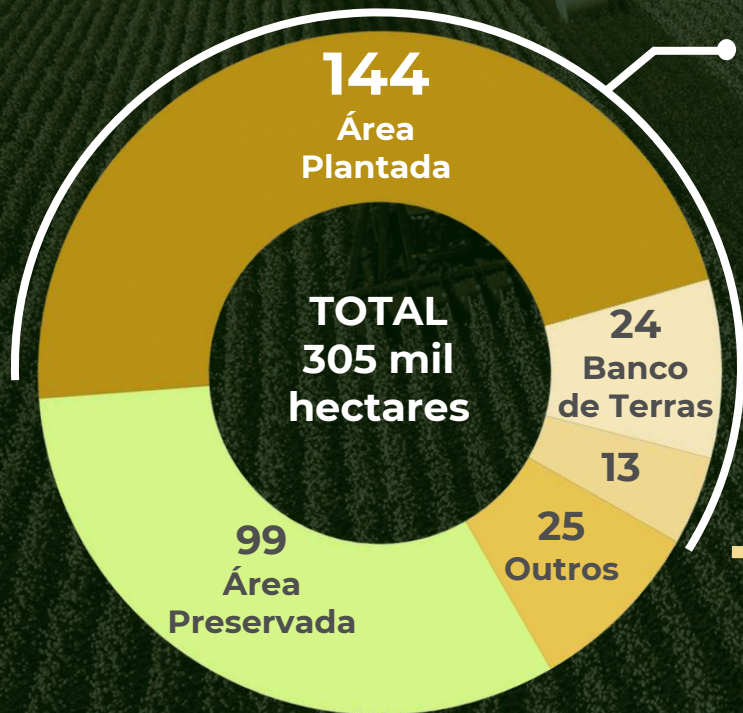 144
Área
Plantada
TOTAL
305 mil
hectares
24
Banco
de Terras
13
25
Outros
99
Área
Preservada